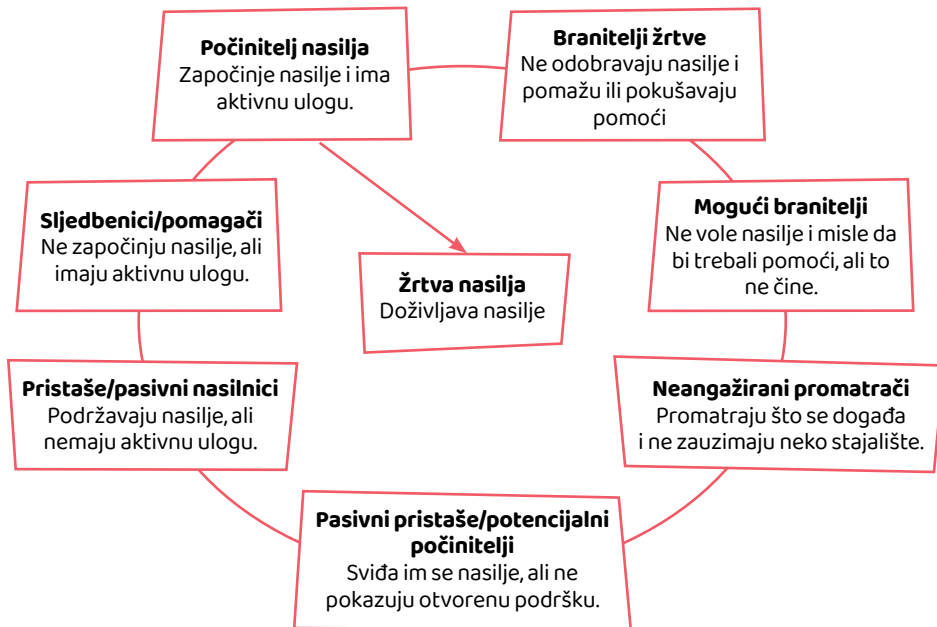 Počinitelj nasilja
Započinje nasilje i ima
aktivnu ulogu.
Branitelji žrtve
Ne odobravaju nasilje i
pomažu ili pokušavaju
pomoći
Sljedbenici/pomagači
Ne započinju nasilje, ali
imaju aktivnu ulogu.
Žrtva nasilja
Doživljava nasilje
Mogući branitelji
Ne vole nasilje i misle da
bi trebali pomoći, ali to
ne čine.
Pristaše/pasivni nasilnici
Podržavaju nasilje, ali
nemaju aktivnu ulogu.
Neangažirani promatrači
Promatraju što se događa
i ne zauzimaju neko stajalište.
Pasivni pristaše/potencijalni
počinitelji
Sviđa im se nasilje, ali ne
pokazuju otvorenu podršku.